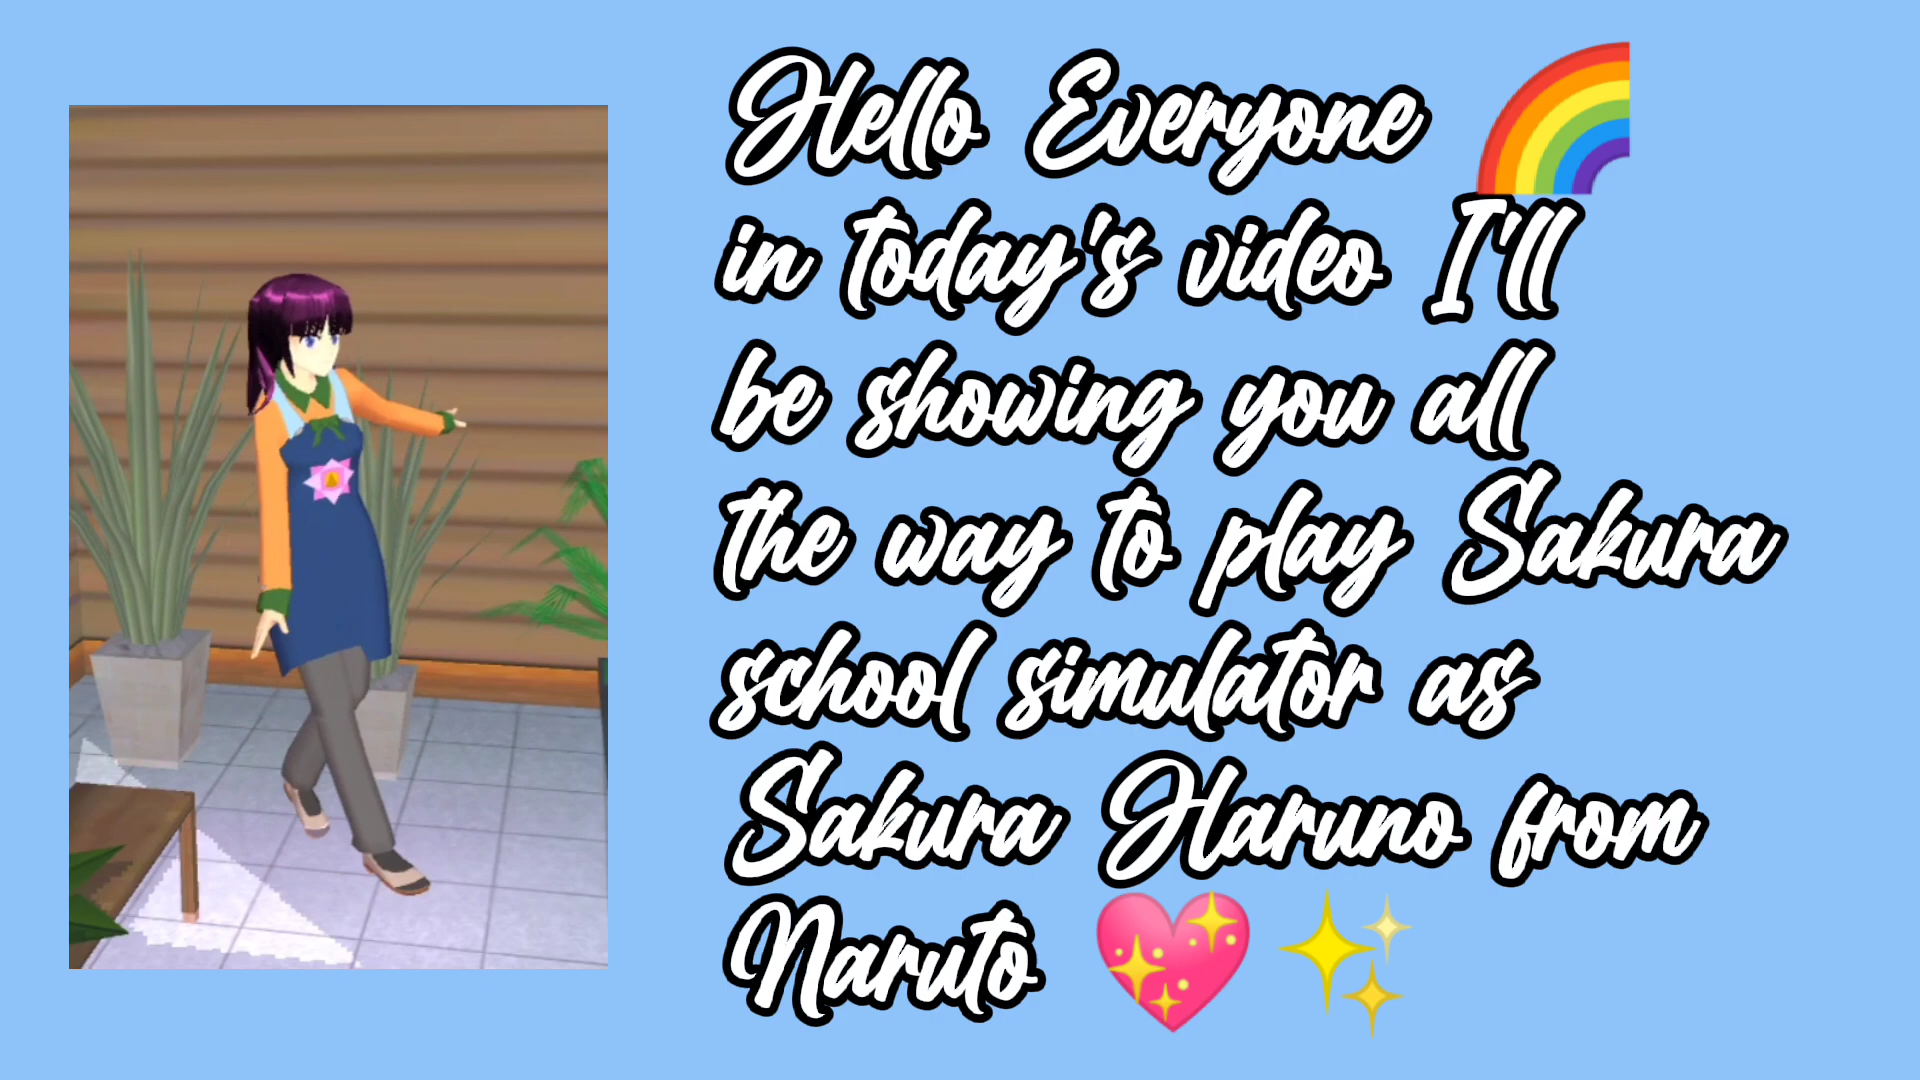 Hello Everyone 🌈
in today's video I'll
be showing you all
the way to play Sakura
school simulator as
Sakura Haruno from
Naruto 💖✨